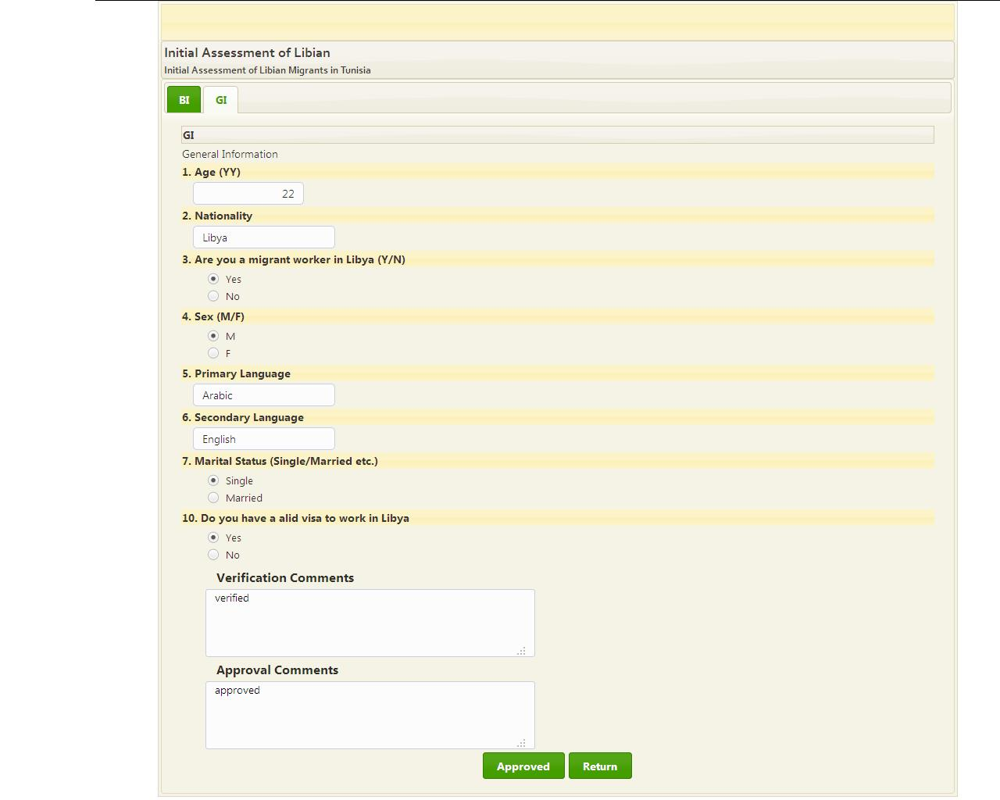 Initial Assessment of Libian
Initial Assessment of Libian Migrants in Tunisia
BI GI
GI
General Information
1. Age (YY)
22
2. Nationality
Libya
3. Are you a migrant worker in Libya (Y/N)
Yes
No
4. Sex (M/F)
M
F
5. Primary Language
Arabic
6. Secondary Language
English
7. Marital Status (Single/Married etc.)
Single
Married
10. Do you have a alid visa to work in Libya
Yes
No
Verification Comments
verified
Approval Comments
approved
Approved Return